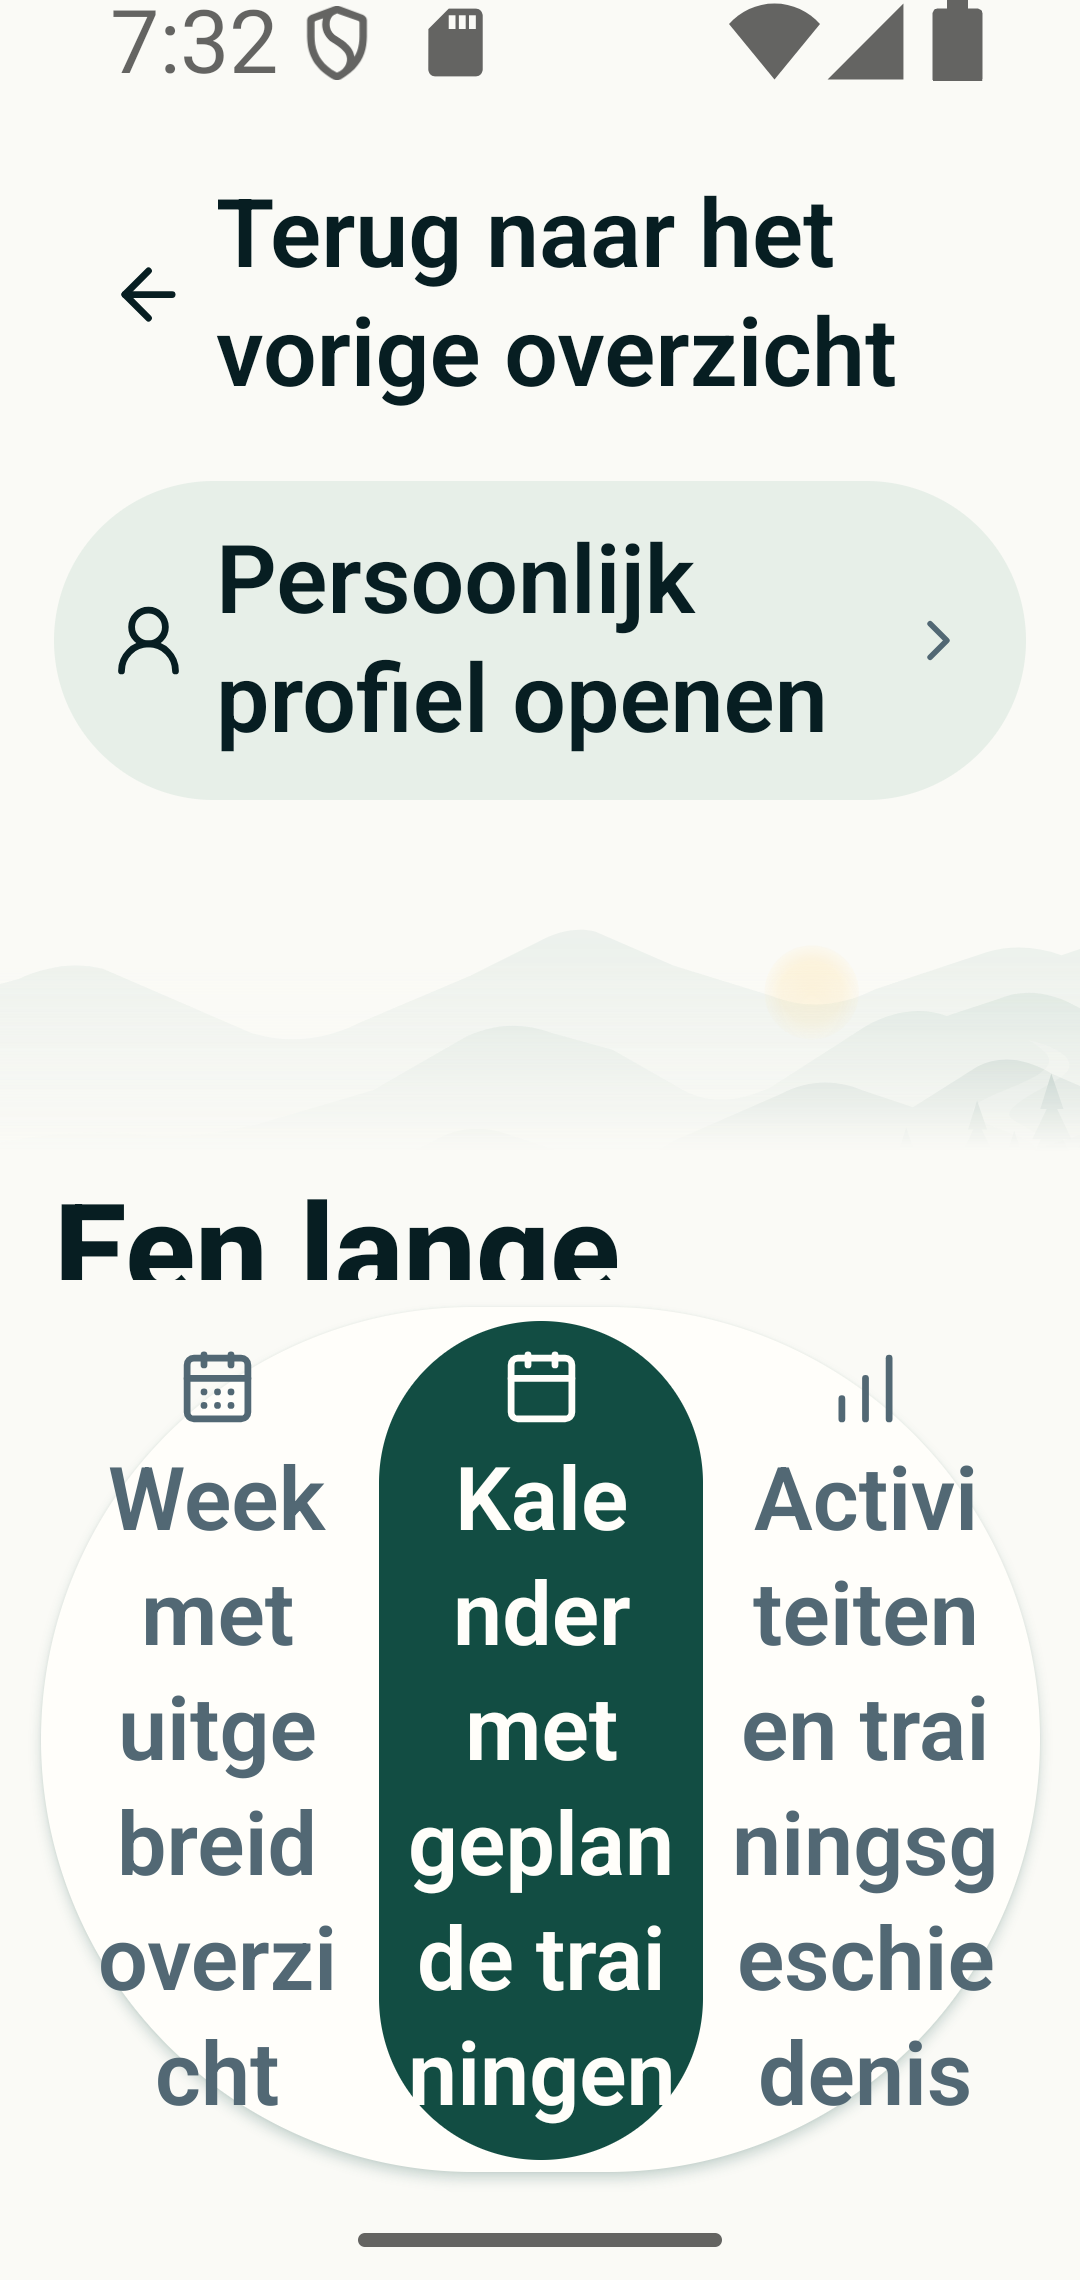 7:32
Terug naar het
vorige overzicht
Persoonlijk
profiel openen
Een lange
Week
met
uitge
breid
overzi
cht
Kale
nder
met
geplan
de trai
ningen
Activi
teiten
en trai
ningsg
eschie
denis